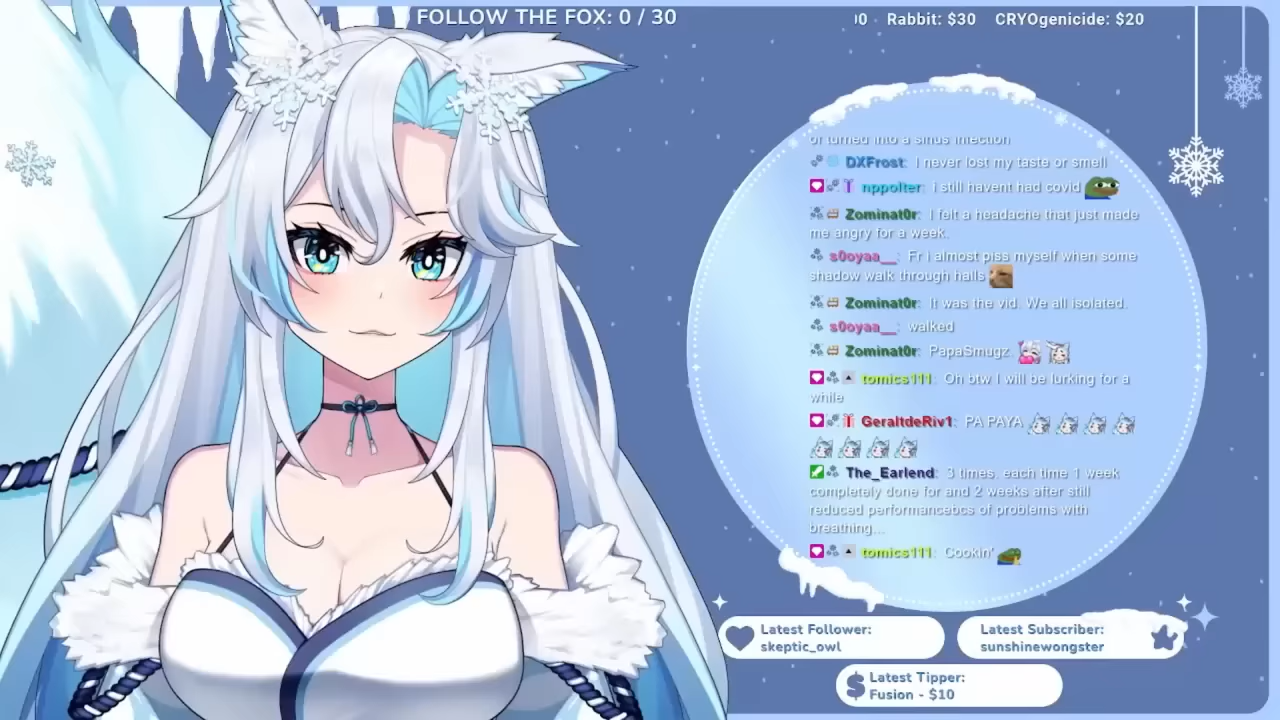 FOLLOW THE FOX: 0 / 30
Rabbit: $30 CRYOgenicide: $20
or turned into a sinus infection
DXFrost: I never lost my taste or smell
nppolter: i still havent had covid
Zominat0r: I felt a headache that just made
me angry for a week.
s0oyaa__: Fr i almost piss myself when some
shadow walk through halls
Zominat0r: It was the vid. We all isolated.
s0oyaa__: walked
Zominat0r: PapaSmugz
tomics111: Oh btw I will be lurking for a
while
GeraltdeRiv1: PA PAYA
The_Earlend: 3 times. each time 1 week
completely done for and 2 weeks after still
reduced performancebcs of problems with
breathing...
tomics111: Cookin'
Latest Follower:
skeptic_owl
Latest Subscriber:
sunshinewongster
Latest Tipper:
Fusion - $10